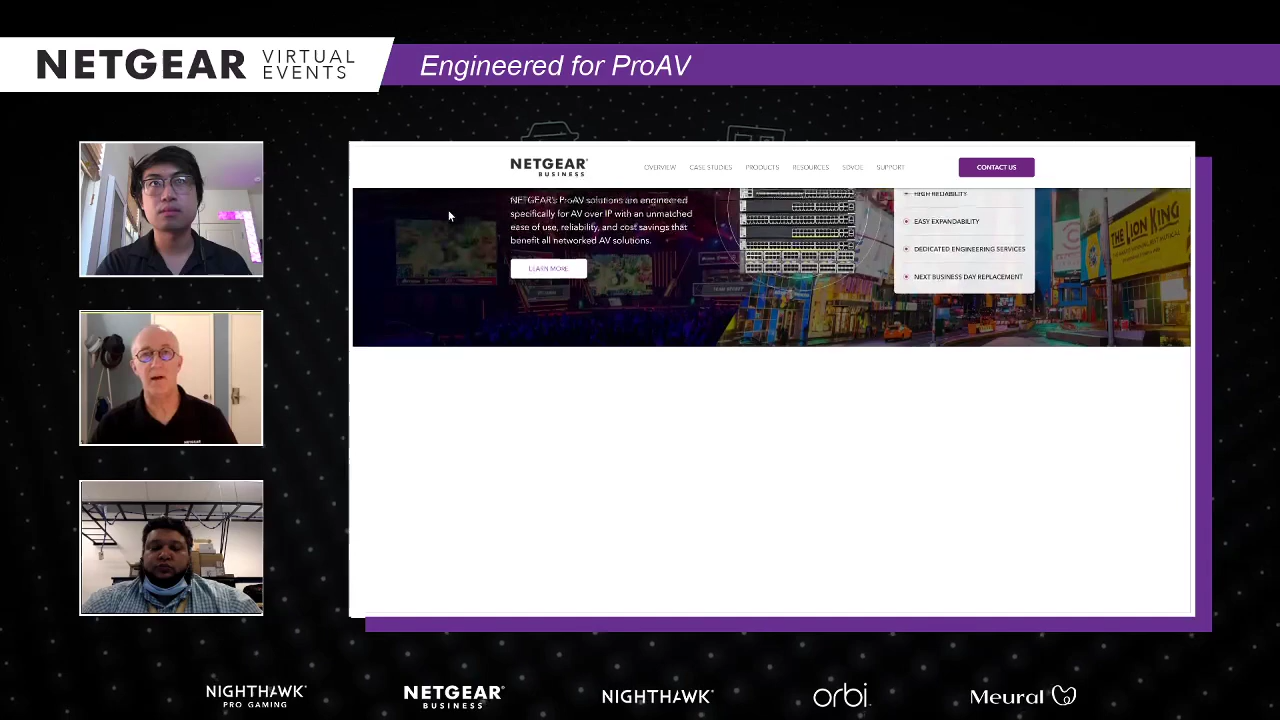 NETGEAR
VIRTUAL
EVENTS
Engineered for ProAV
NETGEAR
BUSINESS
OVERVIEW
CASE STUDIES
PRODUCTS
RESOURCES
SDVOE
SUPPORT
CONTACT US
NETGEAR's ProAV solutions are engineered
specifically for AV over IP with an unmatched
ease of use, reliability, and cost savings that
benefit all networked AV solutions.
LEARN MORE
HIGH RELIABILITY
EASY EXPANDABILITY
DEDICATED ENGINEERING SERVICES
NEXT BUSINESS DAY REPLACEMENT
THE
LION KING
NIGHTHAWK
PRO GAMING
NETGEAR
BUSINESS
NIGHTHAWK
orbi
Meural